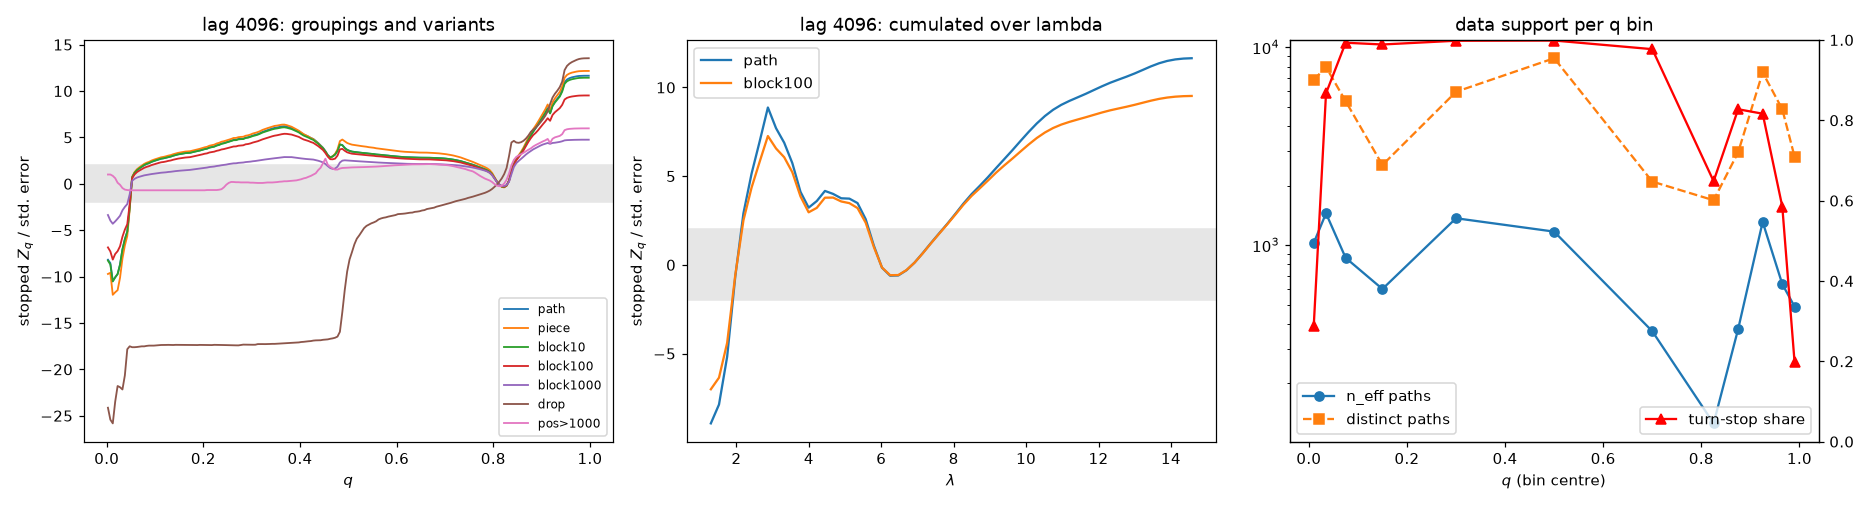 lag 4096: groupings and variants
stopped Z_q / std. error
15
10
5
0
−5
−10
−15
−20
−25
path
piece
block10
block100
block1000
drop
pos>1000
0.0 0.2 0.4 0.6 0.8 1.0
q
lag 4096: cumulated over lambda
stopped Z_q / std. error
10
5
0
−5
path
block100
2 4 6 8 10 12 14
λ
data support per q bin
10^4
10^3
n_eff paths
distinct paths
turn-stop share
1.0
0.8
0.6
0.4
0.2
0.0
0.0 0.2 0.4 0.6 0.8 1.0
q (bin centre)